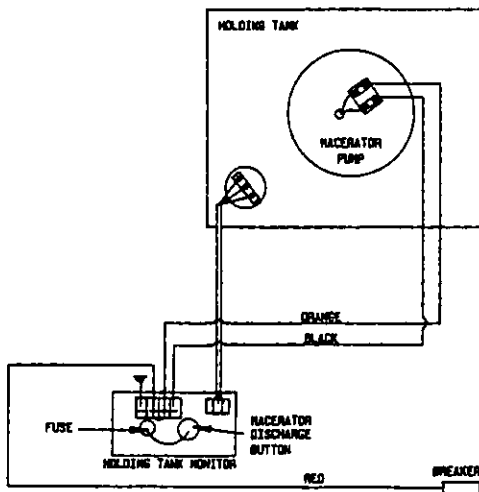 HOLDING TANK
MACERATOR
PUMP
ORANGE
BLACK
FUSE
MACERATOR
DISCHARGE
BUTTON
HOLDING TANK MONITOR
RED
BREAKER